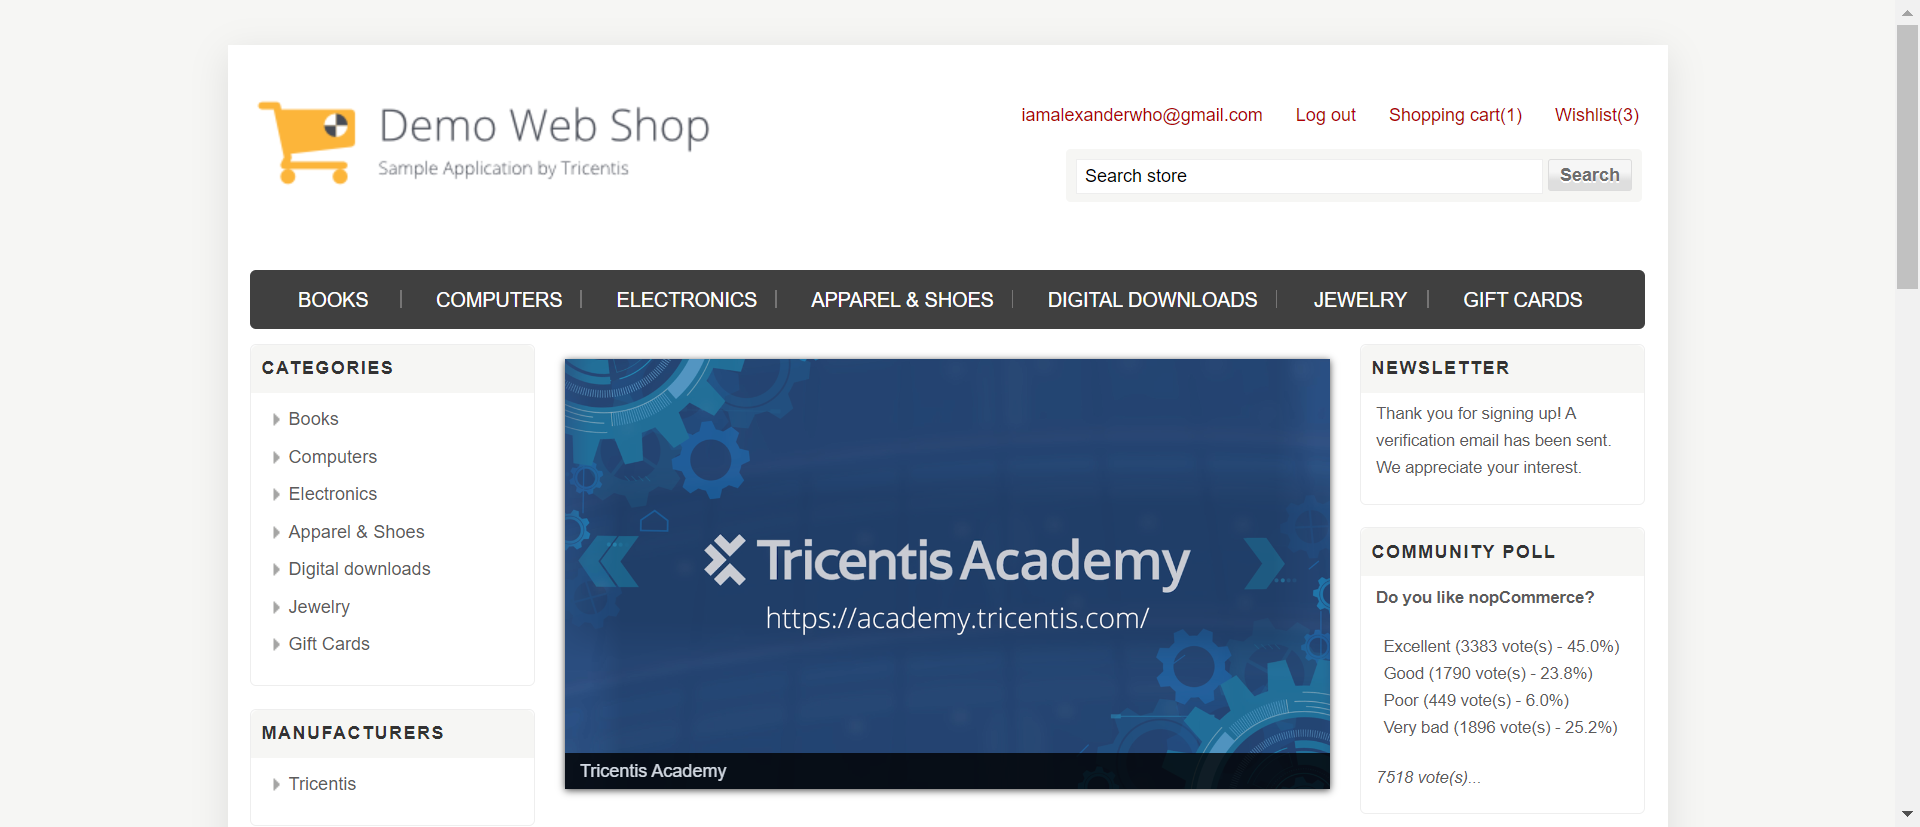 Demo Web Shop
Sample Application by Tricentis
iamalexanderwho@gmail.com Log out Shopping cart(1) Wishlist(3)
Search store Search
BOOKS COMPUTERS ELECTRONICS APPAREL & SHOES DIGITAL DOWNLOADS JEWELRY GIFT CARDS
CATEGORIES
Books
Computers
Electronics
Apparel & Shoes
Digital downloads
Jewelry
Gift Cards
MANUFACTURERS
Tricentis
Tricentis Academy
https://academy.tricentis.com/
Tricentis Academy
NEWSLETTER
Thank you for signing up! A
verification email has been sent.
We appreciate your interest.
COMMUNITY POLL
Do you like nopCommerce?
Excellent (3383 vote(s) - 45.0%)
Good (1790 vote(s) - 23.8%)
Poor (449 vote(s) - 6.0%)
Very bad (1896 vote(s) - 25.2%)
7518 vote(s)...